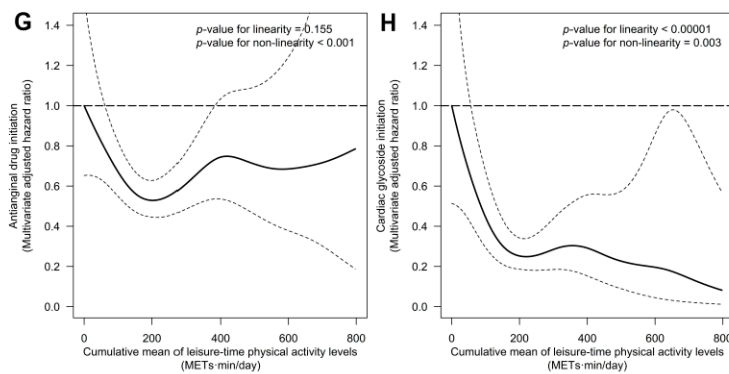 G
p-value for linearity = 0.155
p-value for non-linearity < 0.001
Antianginal drug initiation
(Multivariate adjusted hazard ratio)
1.4
1.2
1.0
0.8
0.6
0.4
0.2
0.0
0 200 400 600 800
Cumulative mean of leisure-time physical activity levels
(METs·min/day)
H
p-value for linearity < 0.00001
p-value for non-linearity = 0.003
Cardiac glycoside initiation
(Multivariate adjusted hazard ratio)
1.4
1.2
1.0
0.8
0.6
0.4
0.2
0.0
0 200 400 600 800
Cumulative mean of leisure-time physical activity levels
(METs·min/day)